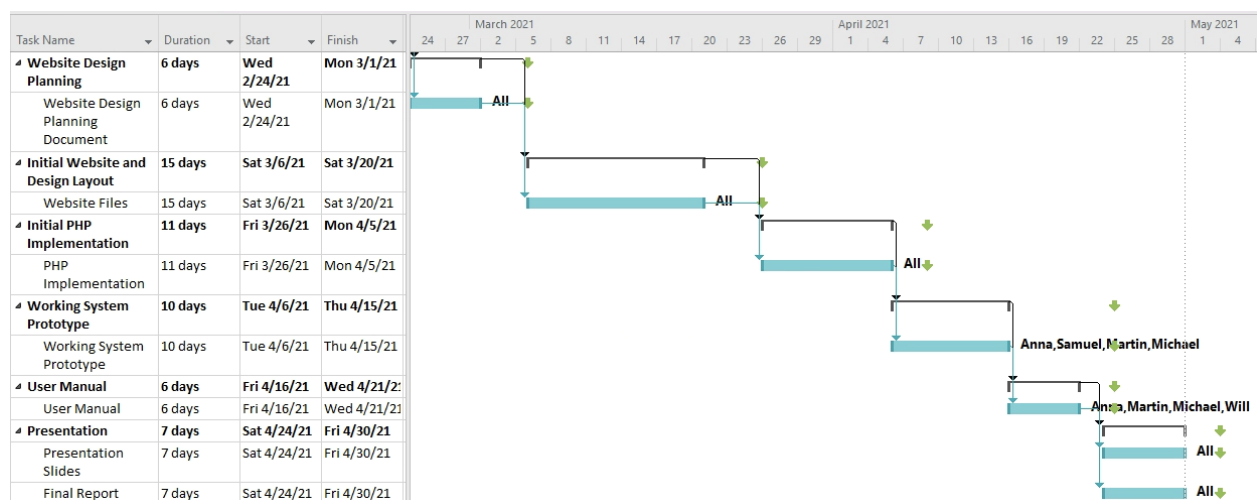 March 2021 April 2021 May 2021
Task Name Duration Start Finish 24 27 2 5 8 11 14 17 20 23 26 29 1 4 7 10 13 16 19 22 25 28 1 4
Website Design 6 days Wed Mon 3/1/21
Planning 2/24/21
Website Design 6 days Wed Mon 3/1/21 All
Planning 2/24/21
Document
Initial Website and 15 days Sat 3/6/21 Sat 3/20/21
Design Layout
Website Files 15 days Sat 3/6/21 Sat 3/20/21 All
Initial PHP 11 days Fri 3/26/21 Mon 4/5/21
Implementation
PHP 11 days Fri 3/26/21 Mon 4/5/21 All
Implementation
Working System 10 days Tue 4/6/21 Thu 4/15/21
Prototype
Working System 10 days Tue 4/6/21 Thu 4/15/21 Anna,Samuel,Martin,Michael
Prototype
User Manual 6 days Fri 4/16/21 Wed 4/21/21
User Manual 6 days Fri 4/16/21 Wed 4/21/21 Anna,Martin,Michael,Will
Presentation 7 days Sat 4/24/21 Fri 4/30/21
Presentation 7 days Sat 4/24/21 Fri 4/30/21 All
Slides
Final Report 7 days Sat 4/24/21 Fri 4/30/21 All